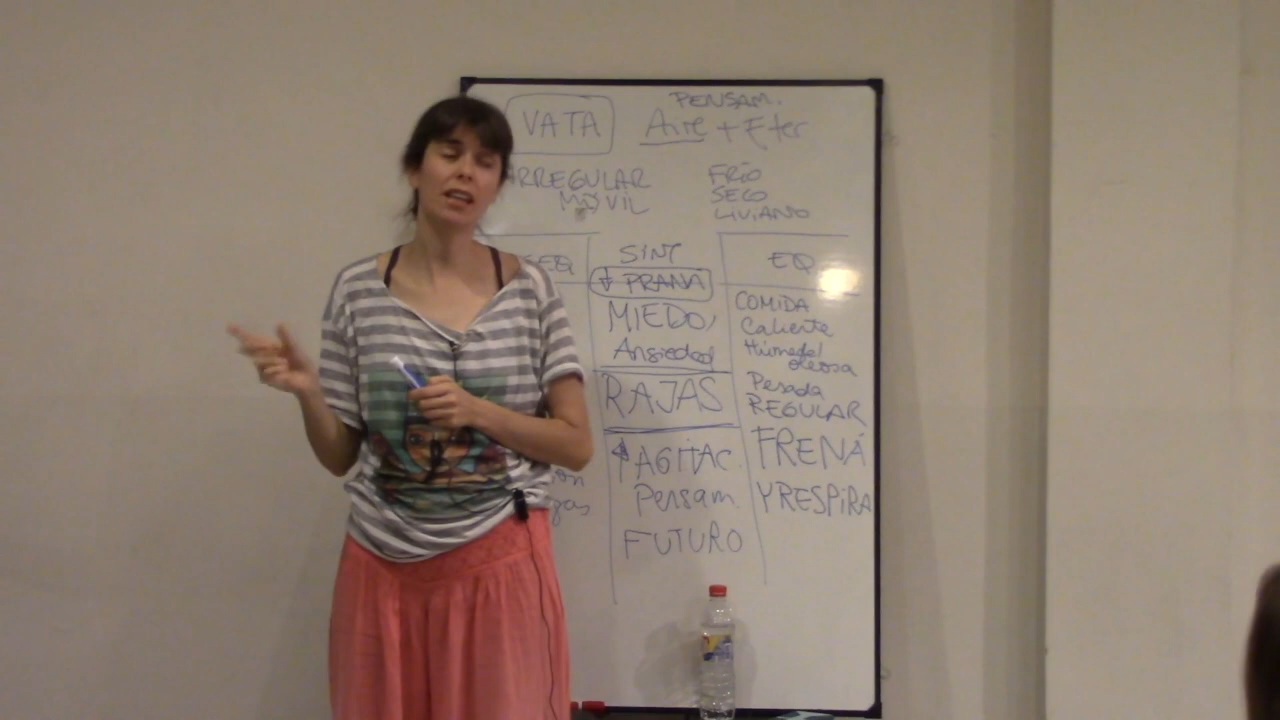 VATA
PENSAM.
Aire + Eter
IRREGULAR
MÓVIL
FRÍO
SECO
LIVIANO
SINT
↓ PRANA
MIEDO,
Ansiedad
RAJAS
↑ AGITAC.
Pensam.
FUTURO
EQ
COMIDA
Caliente
Húmeda/
oleosa
Pesada
REGULAR
FRENÁ
Y RESPIRA